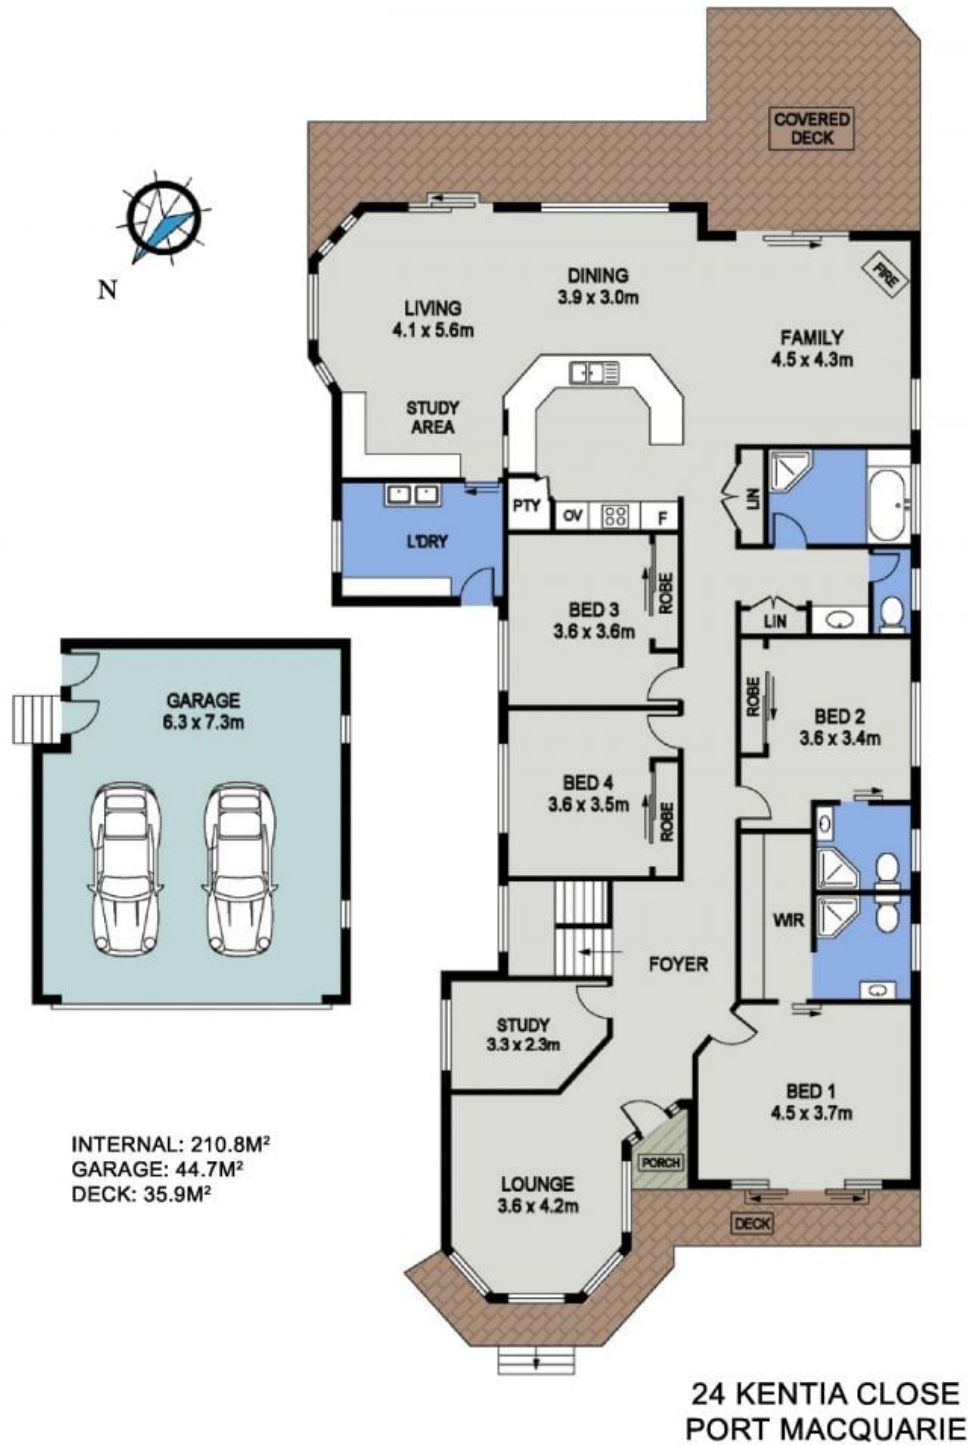 COVERED
DECK
N
DINING
3.9 x 3.0m
FIRE
LIVING
4.1 x 5.6m
FAMILY
4.5 x 4.3m
STUDY
AREA
LIN
PTY
OV
F
L'DRY
BED 3
3.6 x 3.6m
ROBE
LIN
GARAGE
6.3 x 7.3m
ROBE
BED 2
3.6 x 3.4m
BED 4
3.6 x 3.5m
ROBE
WIR
FOYER
STUDY
3.3 x 2.3m
BED 1
4.5 x 3.7m
INTERNAL: 210.8M²
GARAGE: 44.7M²
DECK: 35.9M²
PORCH
LOUNGE
3.6 x 4.2m
DECK
24 KENTIA CLOSE
PORT MACQUARIE